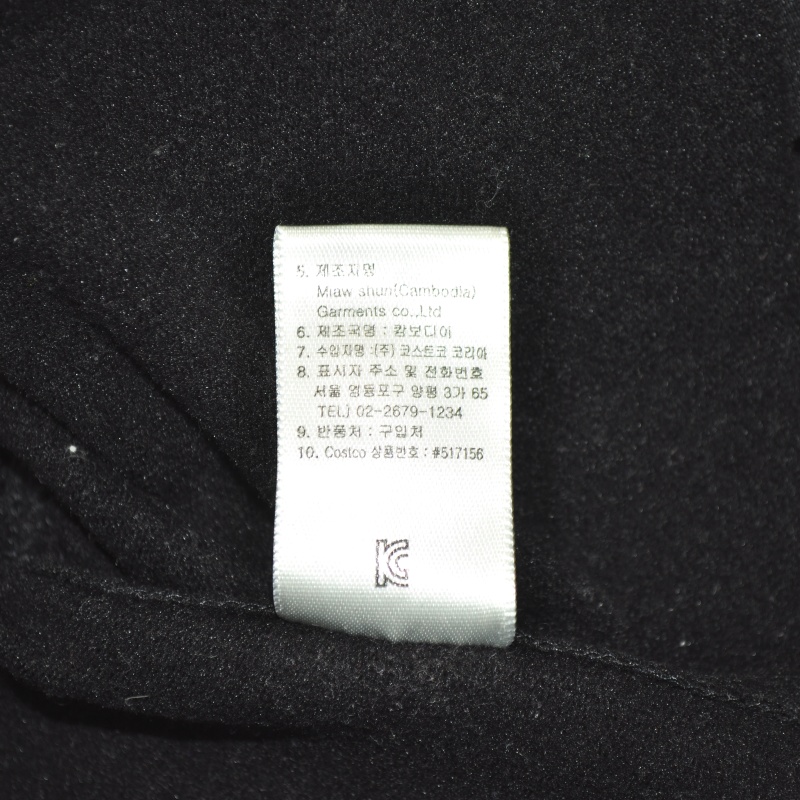 5. 제조자명
Miaw shun(Cambodia)
Garments co.,Ltd
6. 제조국명 : 캄보디아
7. 수입자명 : (주) 코스트코 코리아
8. 표시자 주소 및 전화번호
서울 영등포구 양평 3가 65
TEL) 02-2679-1234
9. 반품처 : 구입처
10. Costco 상품번호 : #517156
KC